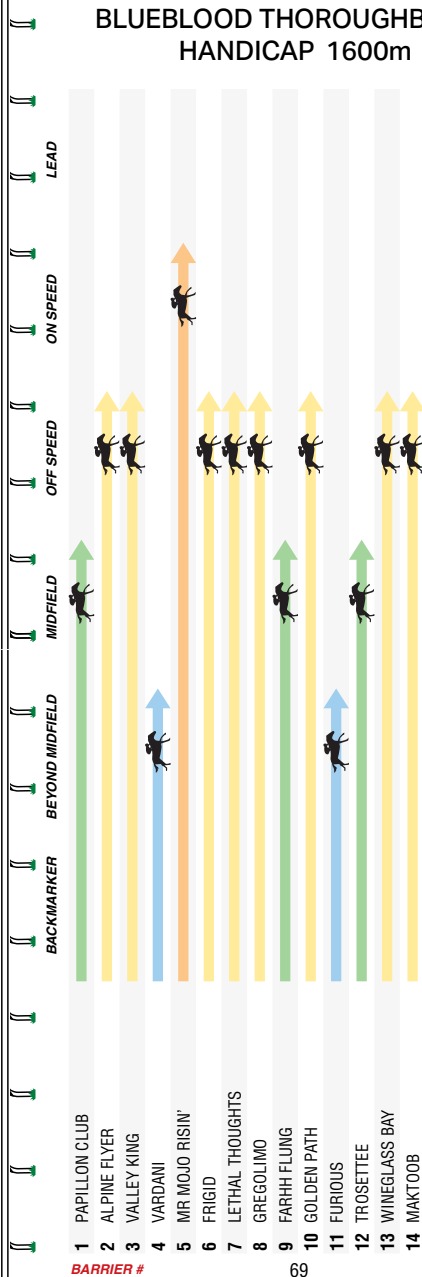 BLUEBLOOD THOROUGHB
HANDICAP 1600m
LEAD
ON SPEED
OFF SPEED
MIDFIELD
BEYOND MIDFIELD
BACKMARKER
1 PAPILLON CLUB
2 ALPINE FLYER
3 VALLEY KING
4 VARDANI
5 MR MOJO RISIN'
6 FRIGID
7 LETHAL THOUGHTS
8 GREGOLIMO
9 FARHH FLUNG
10 GOLDEN PATH
11 FURIOUS
12 TROSETTEE
13 WINEGLASS BAY
14 MAKTOOB
BARRIER #
69